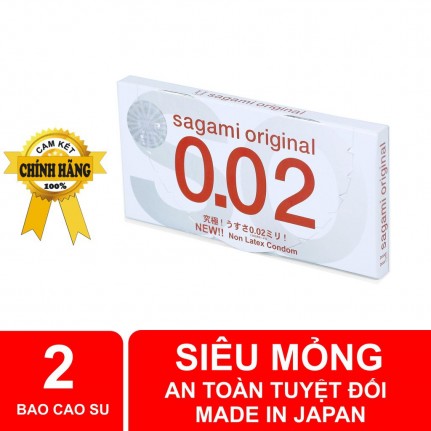 CAM KẾT
CHÍNH HÃNG
100%
sagami original
0.02
究極!うすさ0.02ミリ!
NEW!! Non Latex Condom
sagami original
2
BAO CAO SU
SIÊU MỎNG
AN TOÀN TUYỆT ĐỐI
MADE IN JAPAN